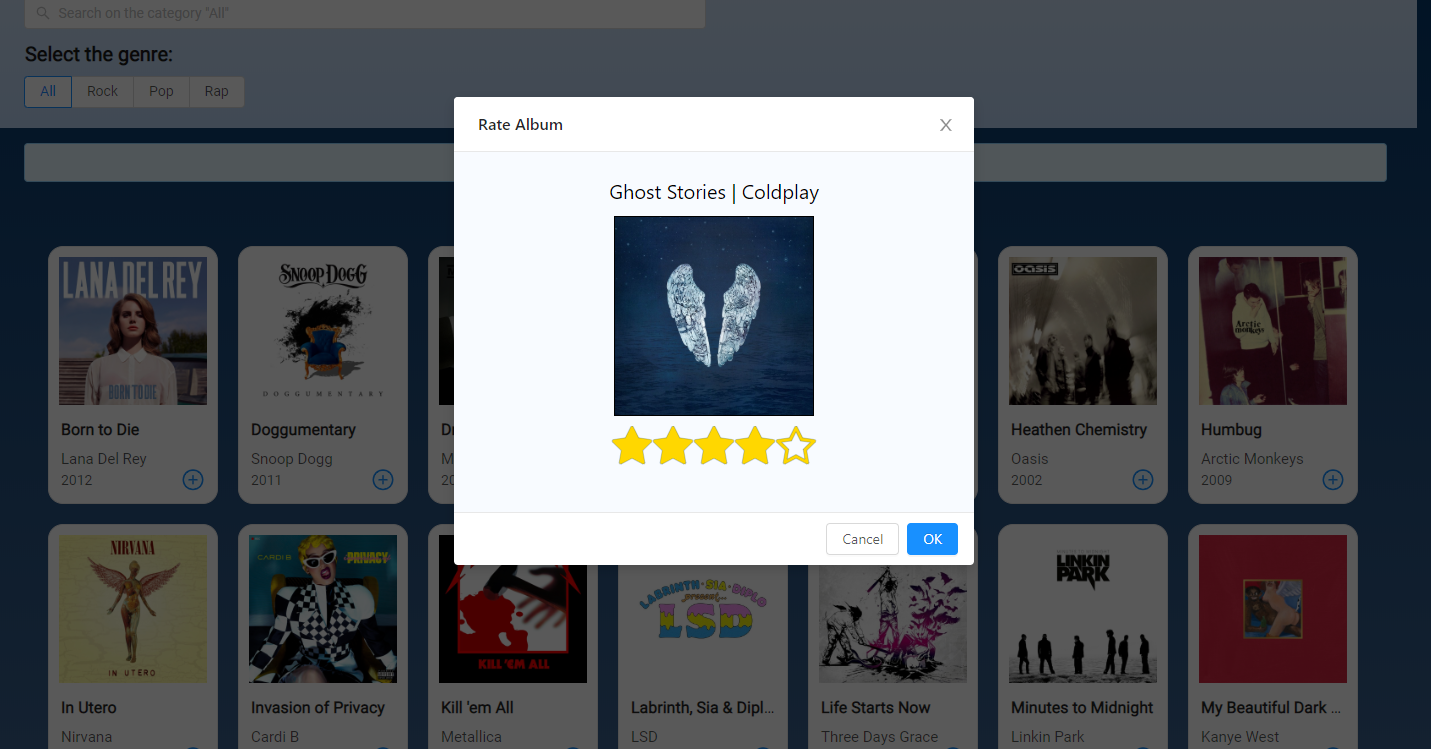 Search on the category "All"
Select the genre:
All Rock Pop Rap
Rate Album
Ghost Stories | Coldplay
Cancel OK
LANA DEL REY
BORN TO DIE
Born to Die
Lana Del Rey
2012
SNOOP DOGG
DOGGUMENTARY
Doggumentary
Snoop Dogg
2011
Dr
M
20
oasis
Heathen Chemistry
Oasis
2002
Arctic
monkeys
Humbug
Arctic Monkeys
2009
NIRVANA
IN UTERO
In Utero
Nirvana
CARDI B
PRIVACY
Invasion of Privacy
Cardi B
KILL 'EM ALL
Kill 'em All
Metallica
LABRINTH · SIA · DIPLO
present...
LSD
Labrinth, Sia & Dipl...
LSD
Life Starts Now
Three Days Grace
LINKIN
PARK
Minutes to Midnight
Linkin Park
My Beautiful Dark ...
Kanye West